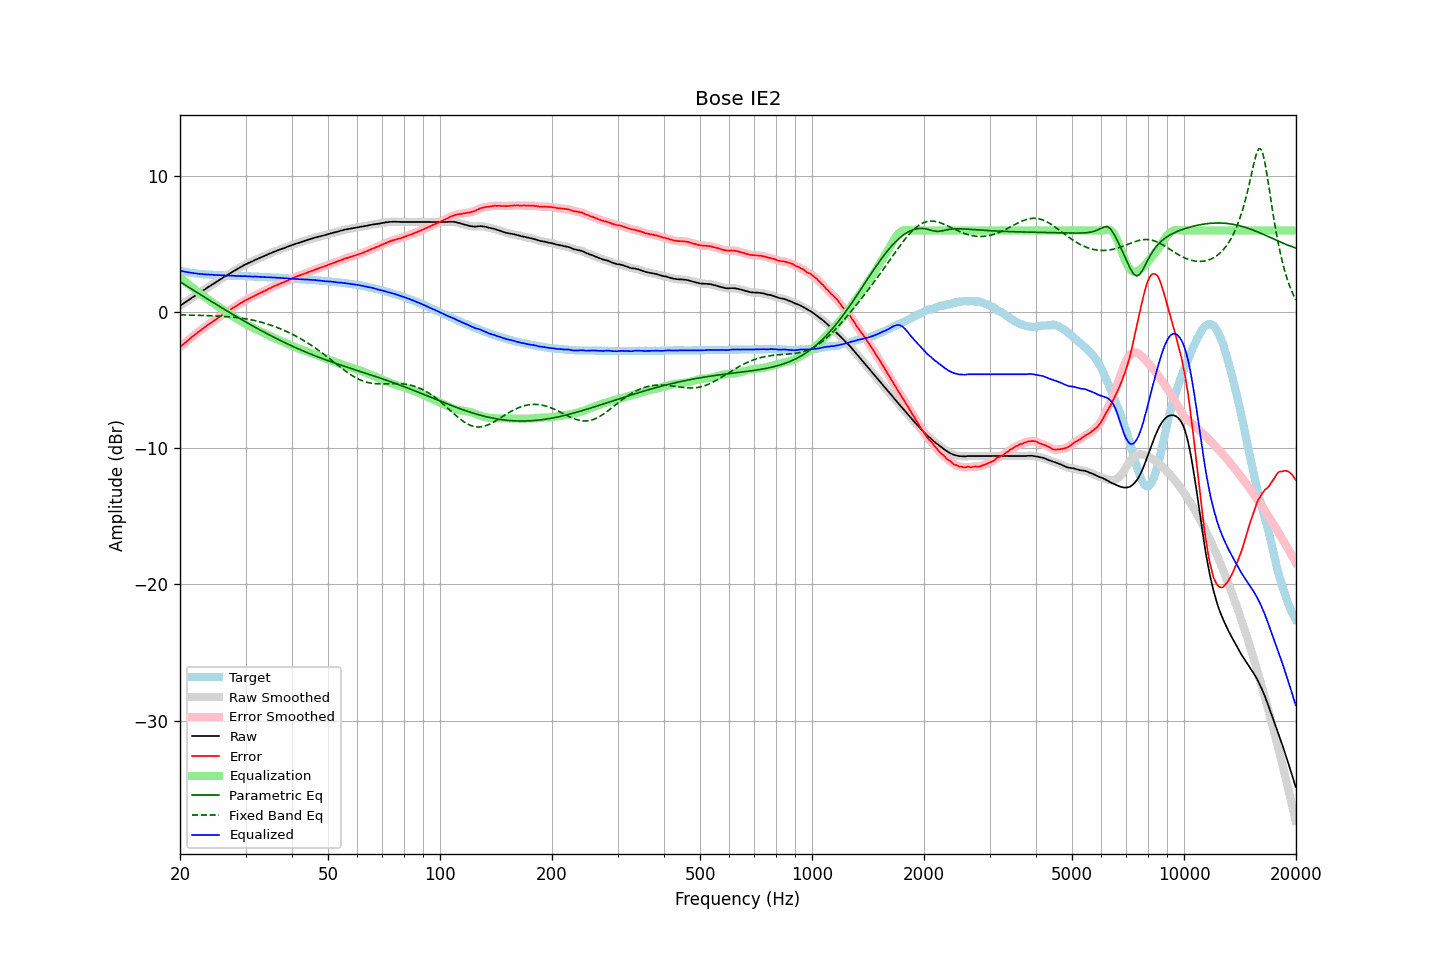 Bose IE2
Amplitude (dBr)
10
0
−10
−20
−30
Target
Raw Smoothed
Error Smoothed
Raw
Error
Equalization
Parametric Eq
Fixed Band Eq
Equalized
20 50 100 200 500 1000 2000 5000 10000 20000
Frequency (Hz)